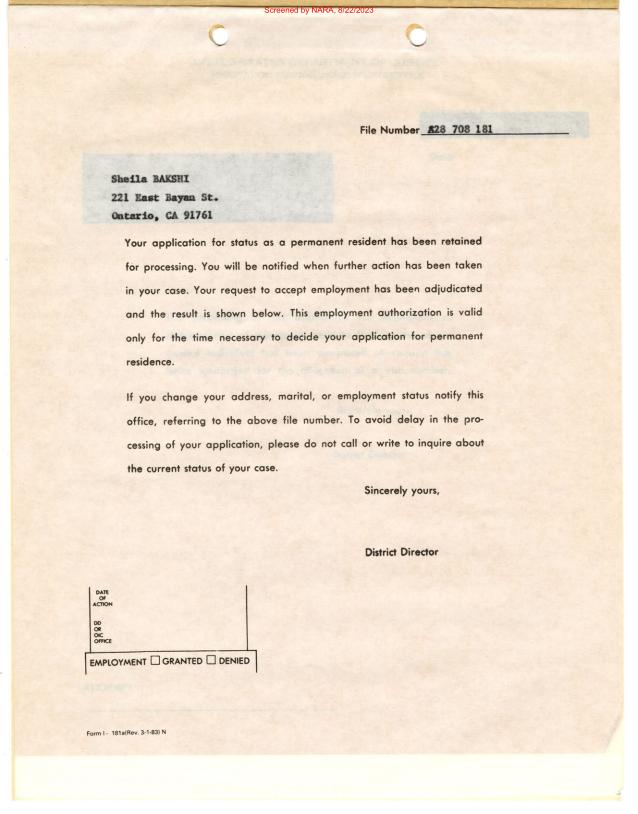 Screened by NARA, 8/22/2023
File Number A28 708 181
Sheila BAKSHI
221 East Bayan St.
Ontario, CA 91761
Your application for status as a permanent resident has been retained
for processing. You will be notified when further action has been taken
in your case. Your request to accept employment has been adjudicated
and the result is shown below. This employment authorization is valid
only for the time necessary to decide your application for permanent
residence.
If you change your address, marital, or employment status notify this
office, referring to the above file number. To avoid delay in the pro-
cessing of your application, please do not call or write to inquire about
the current status of your case.
Sincerely yours,
District Director
DATE
OF
ACTION
DD
OR
OIC
OFFICE
EMPLOYMENT ☐ GRANTED ☐ DENIED
Form I - 181a(Rev. 3-1-83) N